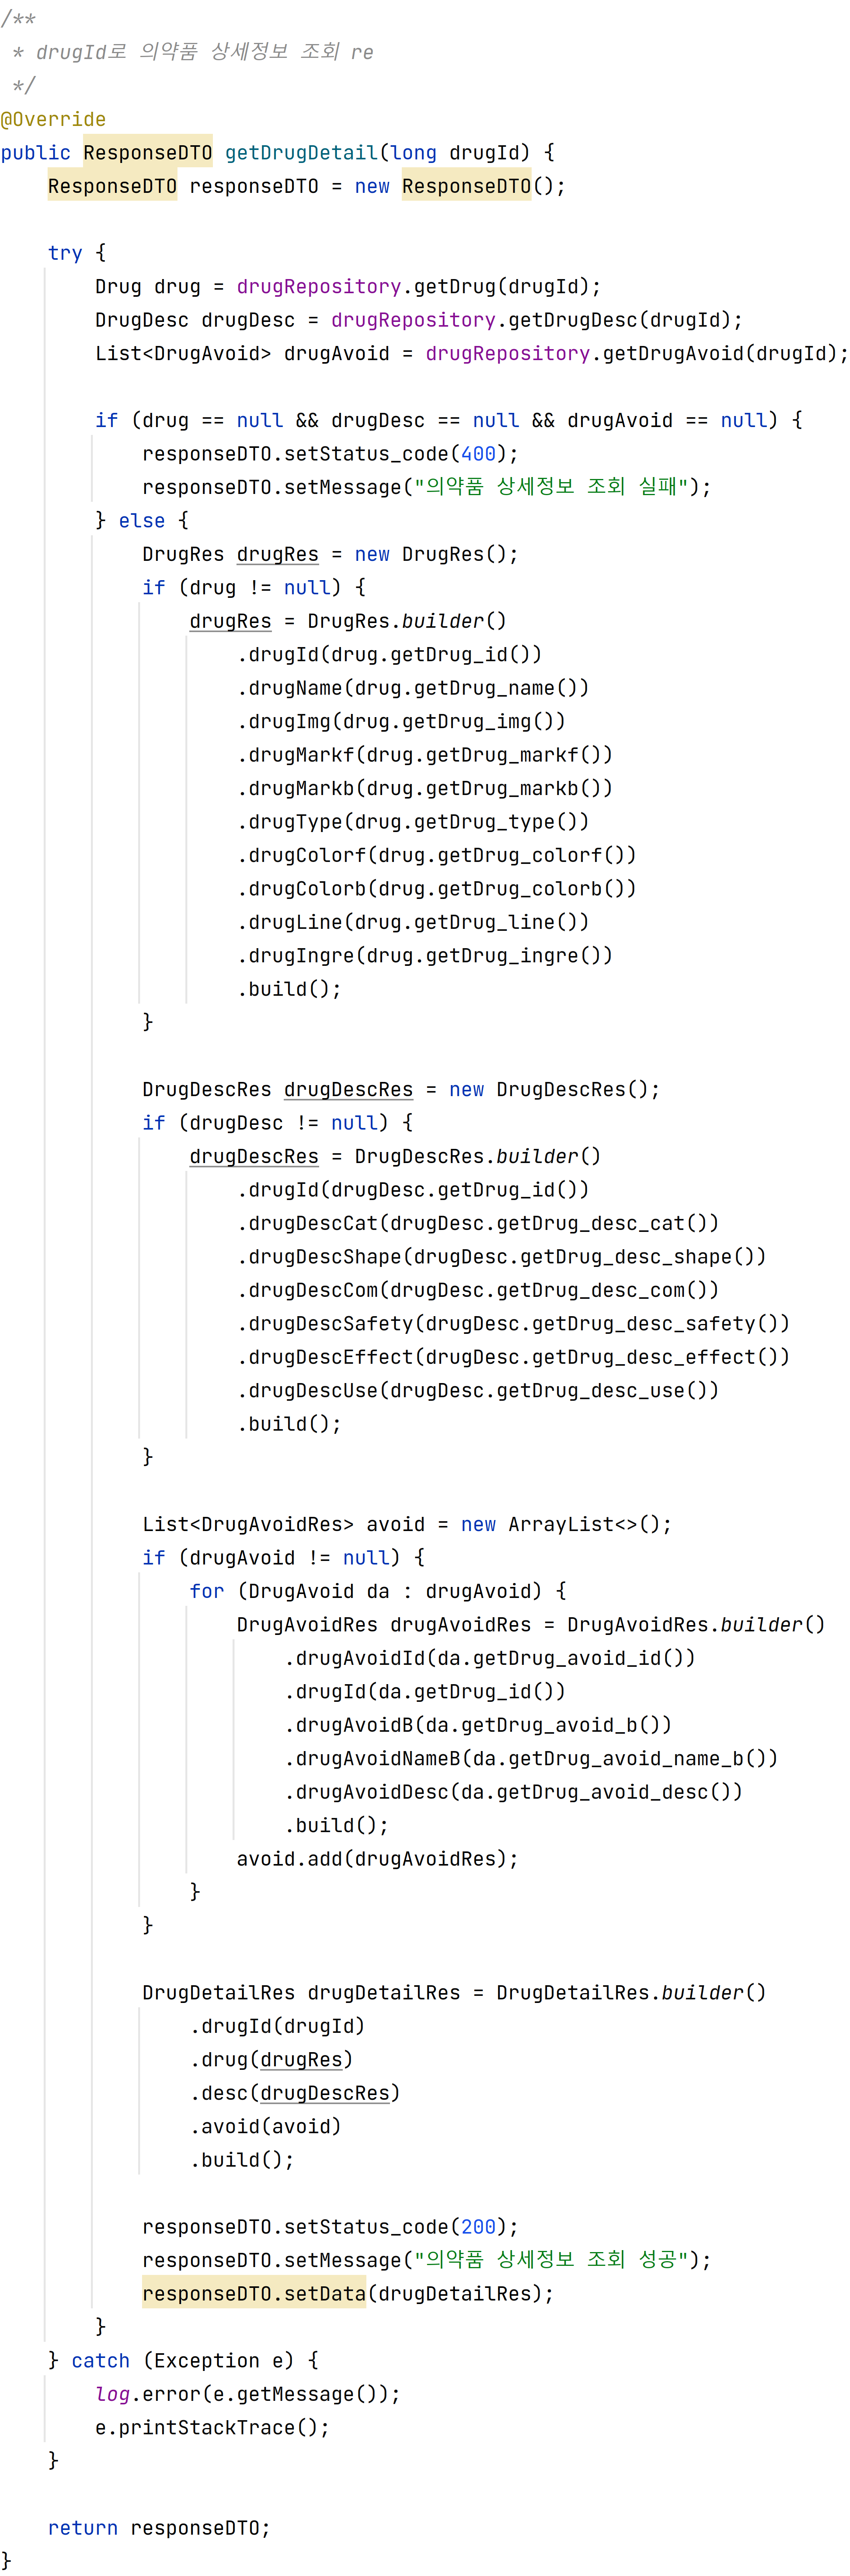 /**
 * drugId로 의약품 상세정보 조회 re
 */
@Override
public ResponseDTO getDrugDetail(long drugId) {
    ResponseDTO responseDTO = new ResponseDTO();

    try {
        Drug drug = drugRepository.getDrug(drugId);
        DrugDesc drugDesc = drugRepository.getDrugDesc(drugId);
        List<DrugAvoid> drugAvoid = drugRepository.getDrugAvoid(drugId);

        if (drug == null && drugDesc == null && drugAvoid == null) {
            responseDTO.setStatus_code(400);
            responseDTO.setMessage("의약품 상세정보 조회 실패");
        } else {
            DrugRes drugRes = new DrugRes();
            if (drug != null) {
                drugRes = DrugRes.builder()
                    .drugId(drug.getDrug_id())
                    .drugName(drug.getDrug_name())
                    .drugImg(drug.getDrug_img())
                    .drugMarkf(drug.getDrug_markf())
                    .drugMarkb(drug.getDrug_markb())
                    .drugType(drug.getDrug_type())
                    .drugColorf(drug.getDrug_colorf())
                    .drugColorb(drug.getDrug_colorb())
                    .drugLine(drug.getDrug_line())
                    .drugIngre(drug.getDrug_ingre())
                    .build();
            }

            DrugDescRes drugDescRes = new DrugDescRes();
            if (drugDesc != null) {
                drugDescRes = DrugDescRes.builder()
                    .drugId(drugDesc.getDrug_id())
                    .drugDescCat(drugDesc.getDrug_desc_cat())
                    .drugDescShape(drugDesc.getDrug_desc_shape())
                    .drugDescCom(drugDesc.getDrug_desc_com())
                    .drugDescSafety(drugDesc.getDrug_desc_safety())
                    .drugDescEffect(drugDesc.getDrug_desc_effect())
                    .drugDescUse(drugDesc.getDrug_desc_use())
                    .build();
            }

            List<DrugAvoidRes> avoid = new ArrayList<>();
            if (drugAvoid != null) {
                for (DrugAvoid da : drugAvoid) {
                    DrugAvoidRes drugAvoidRes = DrugAvoidRes.builder()
                        .drugAvoidId(da.getDrug_avoid_id())
                        .drugId(da.getDrug_id())
                        .drugAvoidB(da.getDrug_avoid_b())
                        .drugAvoidNameB(da.getDrug_avoid_name_b())
                        .drugAvoidDesc(da.getDrug_avoid_desc())
                        .build();
                    avoid.add(drugAvoidRes);
                }
            }

            DrugDetailRes drugDetailRes = DrugDetailRes.builder()
                .drugId(drugId)
                .drug(drugRes)
                .desc(drugDescRes)
                .avoid(avoid)
                .build();

            responseDTO.setStatus_code(200);
            responseDTO.setMessage("의약품 상세정보 조회 성공");
            responseDTO.setData(drugDetailRes);
        }
    } catch (Exception e) {
        log.error(e.getMessage());
        e.printStackTrace();
    }

    return responseDTO;
}